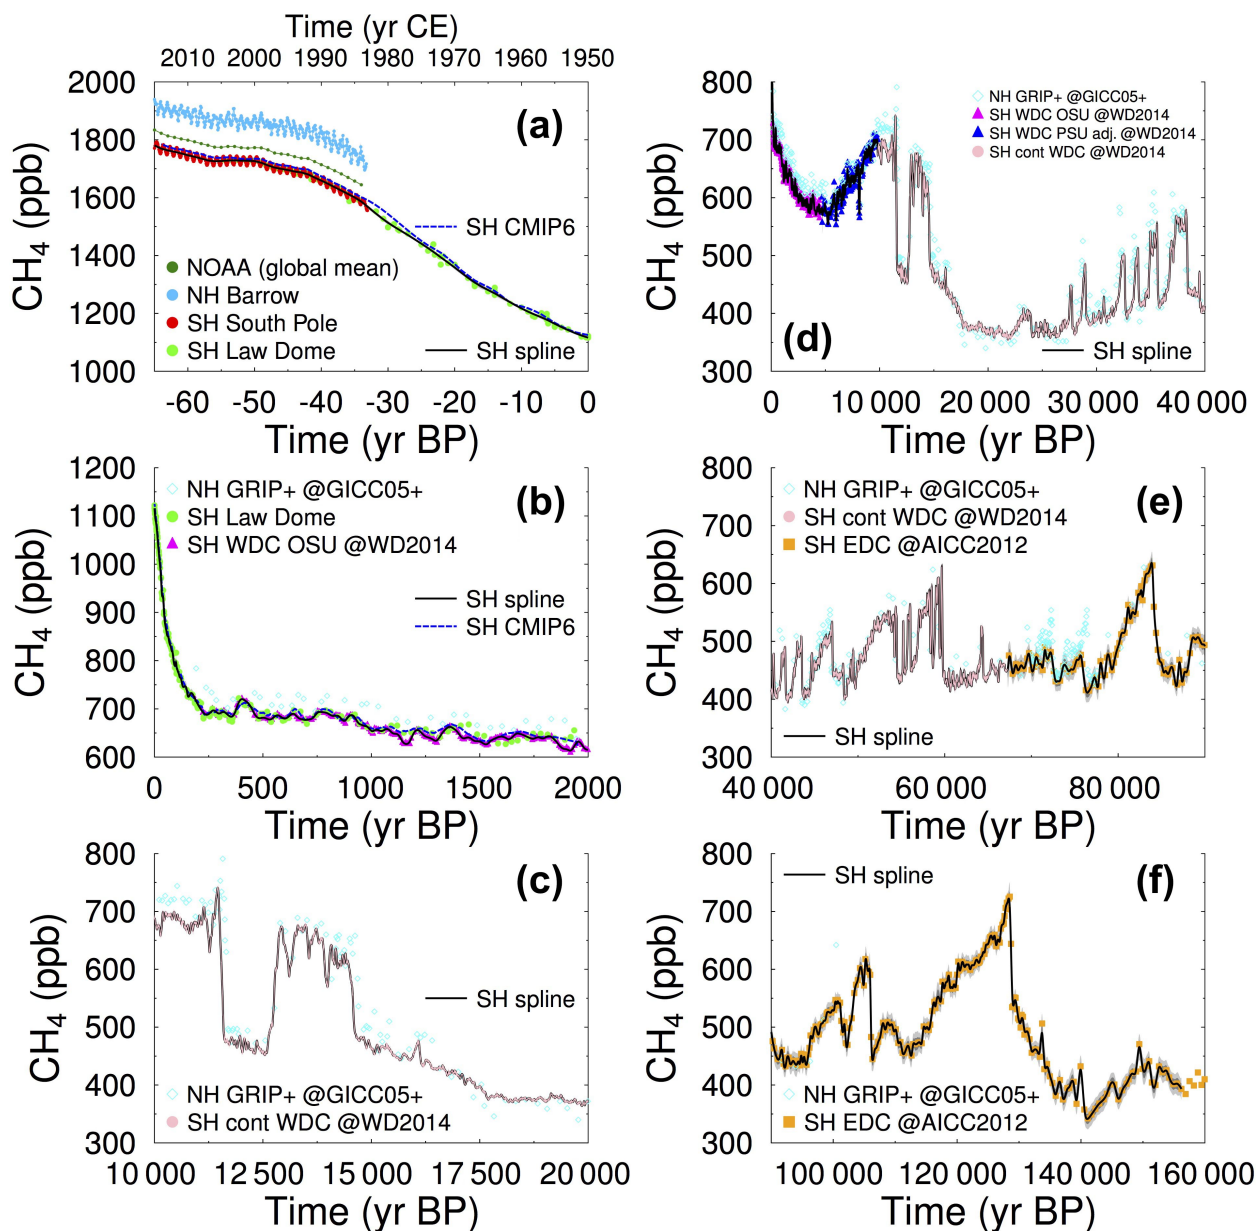 Time (yr CE)
2010 2000 1990 1980 1970 1960 1950
2000
1800
1600
1400
1200
1000
CH4 (ppb)
(a)
SH CMIP6
NOAA (global mean)
NH Barrow
SH South Pole
SH Law Dome
SH spline
-60 -50 -40 -30 -20 -10 0
Time (yr BP)
800
700
600
500
400
300
CH4 (ppb)
NH GRIP+ @GICC05+
SH WDC OSU @WD2014
SH WDC PSU adj. @WD2014
SH cont WDC @WD2014
(d)
SH spline
0 10 000 20 000 30 000 40 000
Time (yr BP)
1200
1100
1000
900
800
700
600
CH4 (ppb)
NH GRIP+ @GICC05+
SH Law Dome
SH WDC OSU @WD2014
(b)
SH spline
SH CMIP6
0 500 1000 1500 2000
Time (yr BP)
800
700
600
500
400
300
CH4 (ppb)
NH GRIP+ @GICC05+
SH cont WDC @WD2014
SH EDC @AICC2012
(e)
SH spline
40 000 60 000 80 000
Time (yr BP)
800
700
600
500
400
300
CH4 (ppb)
(c)
SH spline
NH GRIP+ @GICC05+
SH cont WDC @WD2014
10 000 12 500 15 000 17 500 20 000
Time (yr BP)
800
700
600
500
400
300
CH4 (ppb)
SH spline
(f)
NH GRIP+ @GICC05+
SH EDC @AICC2012
100 000 120 000 140 000 160 000
Time (yr BP)